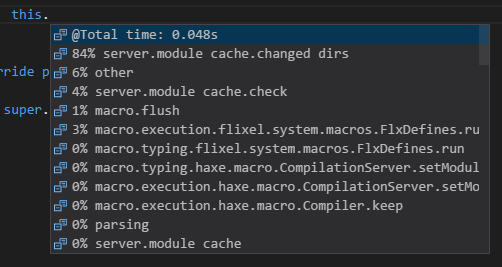 this.
@Total time: 0.048s
84% server.module cache.changed dirs
rride p
6% other
4% server.module cache.check
super.
1% macro.flush
3% macro.execution.flixel.system.macros.FlxDefines.ru
0% macro.typing.flixel.system.macros.FlxDefines.run
0% macro.typing.haxe.macro.CompilationServer.setModul
0% macro.execution.haxe.macro.CompilationServer.setMo
0% macro.execution.haxe.macro.Compiler.keep
0% parsing
0% server.module cache